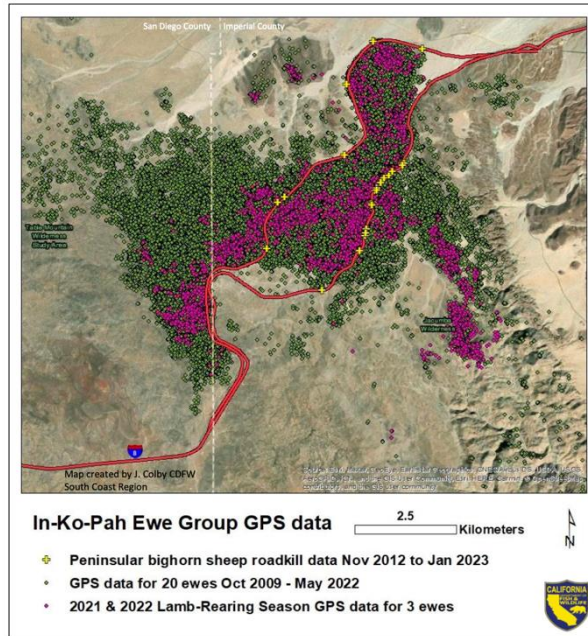 San Diego County Imperial County
Wilderness
Study Area
Jacumba
Wilderness
8
Map created by J. Colby CDFW
South Coast Region
In-Ko-Pah Ewe Group GPS data
2.5
Kilometers
N
Peninsular bighorn sheep roadkill data Nov 2012 to Jan 2023
GPS data for 20 ewes Oct 2009 - May 2022
2021 & 2022 Lamb-Rearing Season GPS data for 3 ewes
CALIFORNIA
FISH &
WILDLIFE